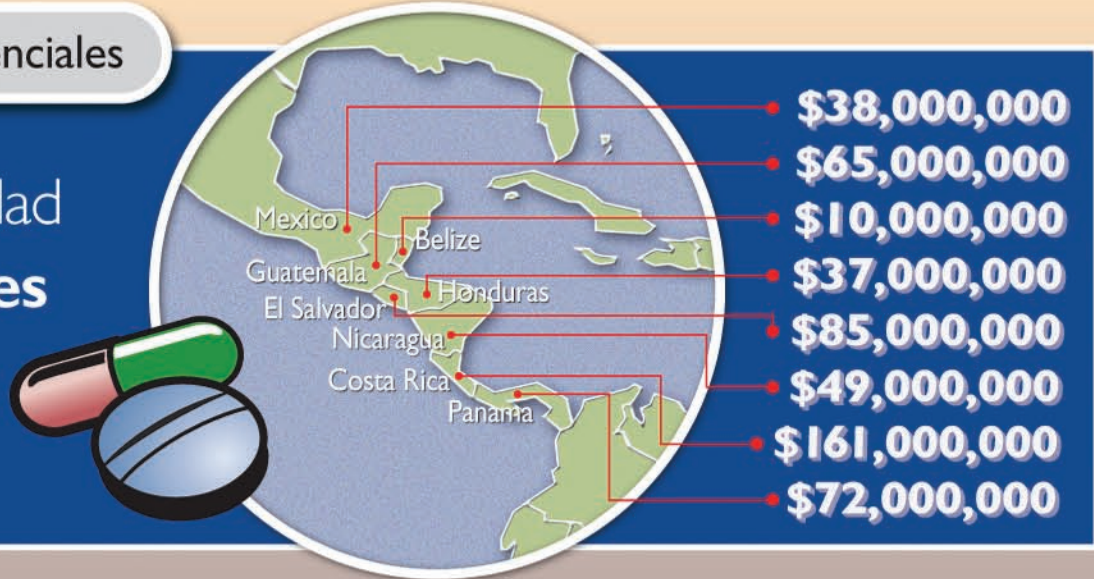 enciales
dad
es
Mexico
Belize
Guatemala
Honduras
El Salvador
Nicaragua
Costa Rica
Panama
$38,000,000
$65,000,000
$10,000,000
$37,000,000
$85,000,000
$49,000,000
$161,000,000
$72,000,000